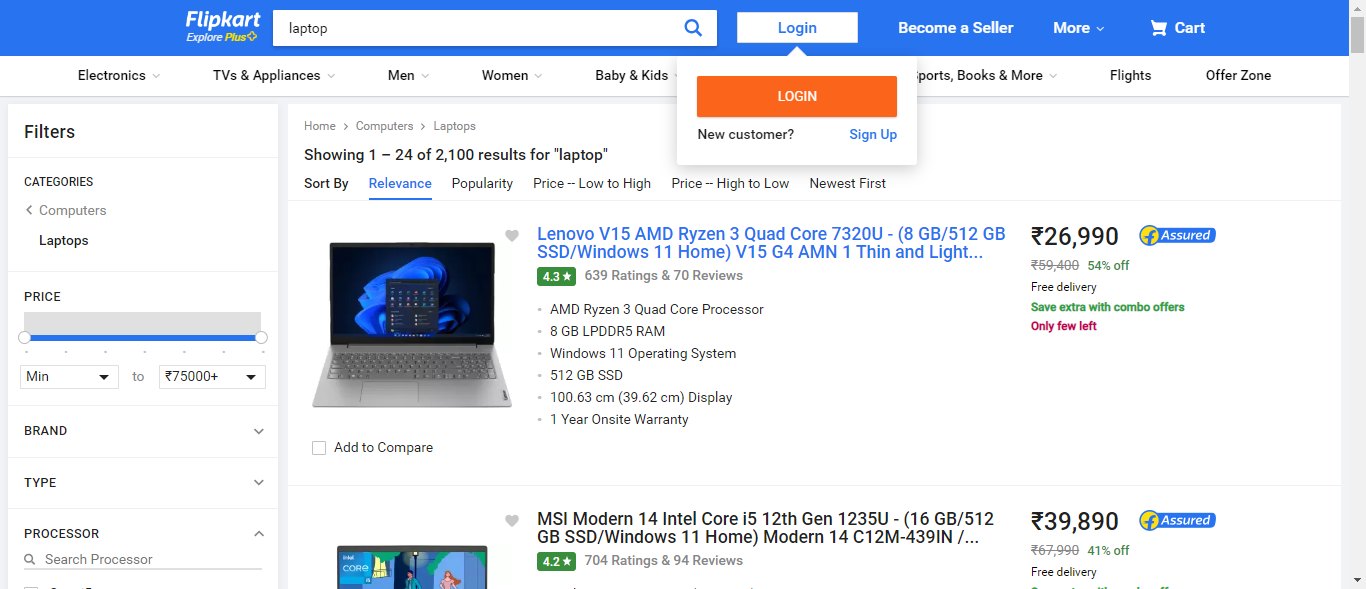 Flipkart
Explore Plus
laptop
Login
Become a Seller
More
Cart
Electronics
TVs & Appliances
Men
Women
Baby & Kids
ports, Books & More
Flights
Offer Zone
LOGIN
New customer?
Sign Up
Filters
CATEGORIES
Computers
Laptops
PRICE
Min
to
₹75000+
BRAND
TYPE
PROCESSOR
Search Processor
Home
Computers
Laptops
Showing 1 – 24 of 2,100 results for "laptop"
Sort By
Relevance
Popularity
Price -- Low to High
Price -- High to Low
Newest First
Lenovo V15 AMD Ryzen 3 Quad Core 7320U - (8 GB/512 GB
SSD/Windows 11 Home) V15 G4 AMN 1 Thin and Light...
4.3
639 Ratings & 70 Reviews
AMD Ryzen 3 Quad Core Processor
8 GB LPDDR5 RAM
Windows 11 Operating System
512 GB SSD
100.63 cm (39.62 cm) Display
1 Year Onsite Warranty
Add to Compare
₹26,990
Assured
₹59,400 54% off
Free delivery
Save extra with combo offers
Only few left
MSI Modern 14 Intel Core i5 12th Gen 1235U - (16 GB/512
GB SSD/Windows 11 Home) Modern 14 C12M-439IN /...
4.2
704 Ratings & 94 Reviews
intel
CORE
i5
₹39,890
Assured
₹67,990 41% off
Free delivery